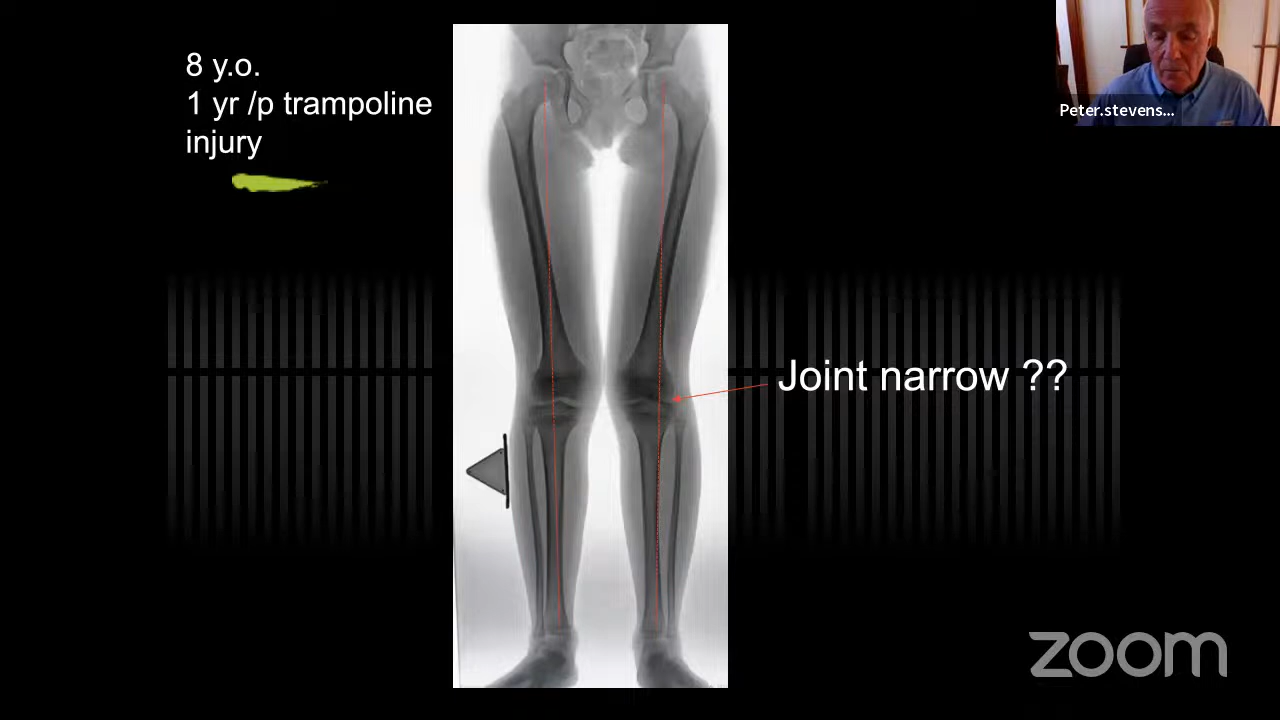 8 y.o.
1 yr /p trampoline
injury
Peter.stevens...
Joint narrow ??
zoom